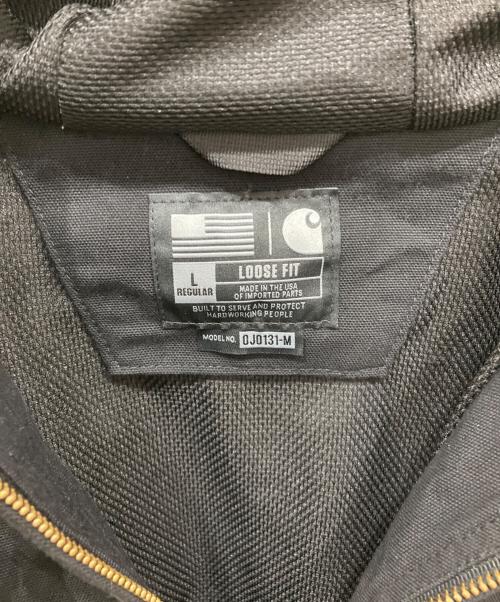 L
REGULAR
LOOSE FIT
MADE IN THE USA
OF IMPORTED PARTS
BUILT TO SERVE AND PROTECT
HARDWORKING PEOPLE
MODEL NO. OJ0131-M